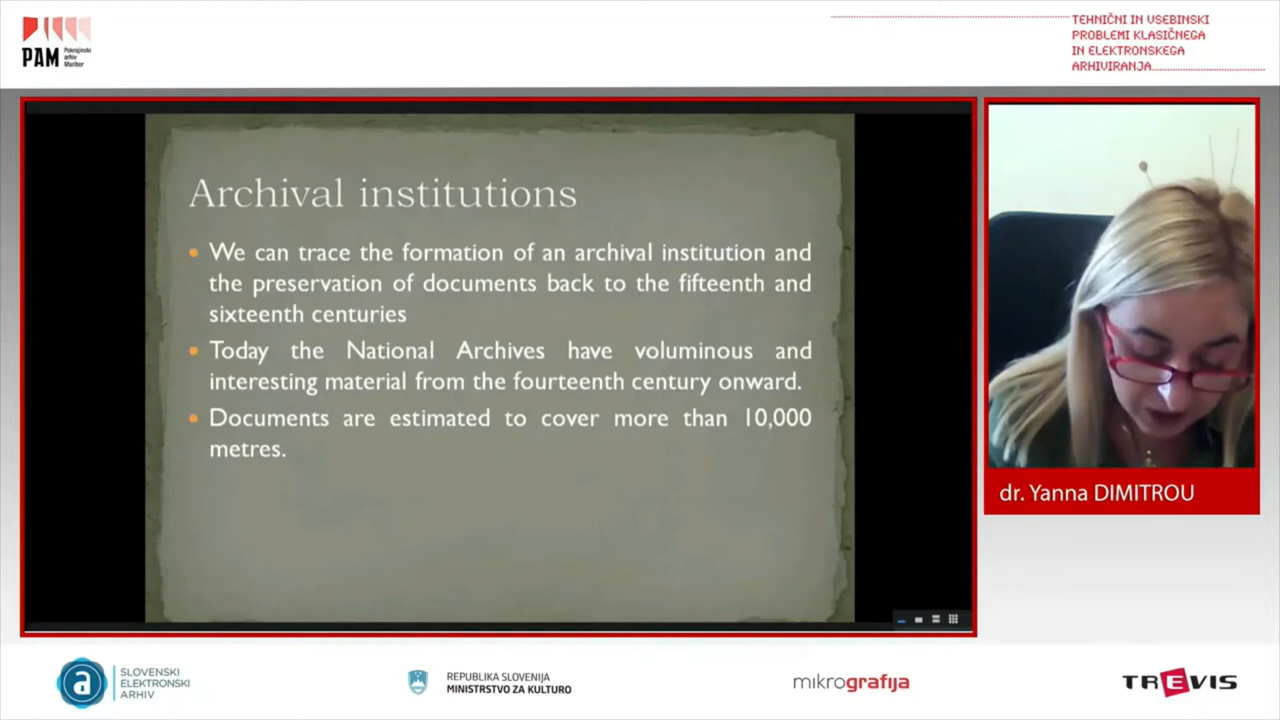 PAM
Pokrajinski
arhiv
Maribor
TEHNIČNI IN VSEBINSKI
PROBLEMI KLASIČNEGA
IN ELEKTRONSKEGA
ARHIVIRANJA
Archival institutions
We can trace the formation of an archival institution and
the preservation of documents back to the fifteenth and
sixteenth centuries
Today the National Archives have voluminous and
interesting material from the fourteenth century onward.
Documents are estimated to cover more than 10,000
metres.
dr. Yanna DIMITROU
a
SLOVENSKI
ELEKTRONSKI
ARHIV
REPUBLIKA SLOVENIJA
MINISTRSTVO ZA KULTURO
mikrografija
TREVIS